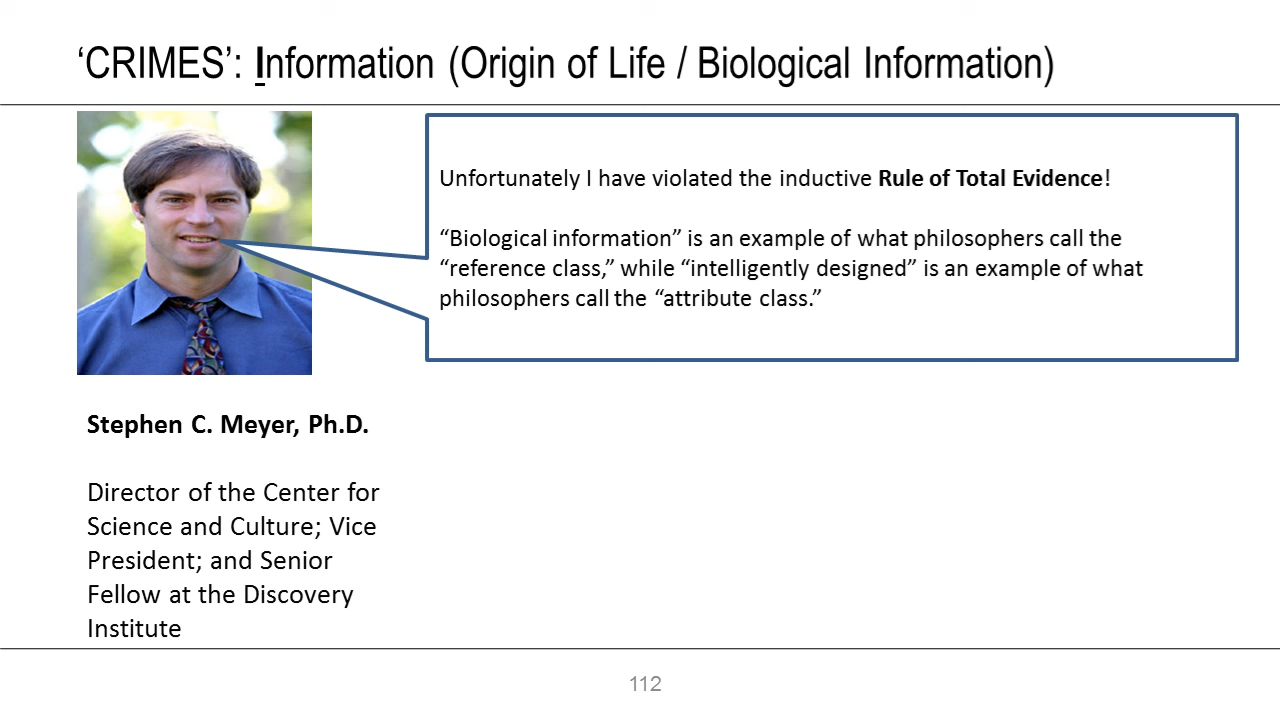 ‘CRIMES’: Information (Origin of Life / Biological Information)
Unfortunately I have violated the inductive Rule of Total Evidence!
“Biological information” is an example of what philosophers call the
“reference class,” while “intelligently designed” is an example of what
philosophers call the “attribute class.”
Stephen C. Meyer, Ph.D.
Director of the Center for
Science and Culture; Vice
President; and Senior
Fellow at the Discovery
Institute
112